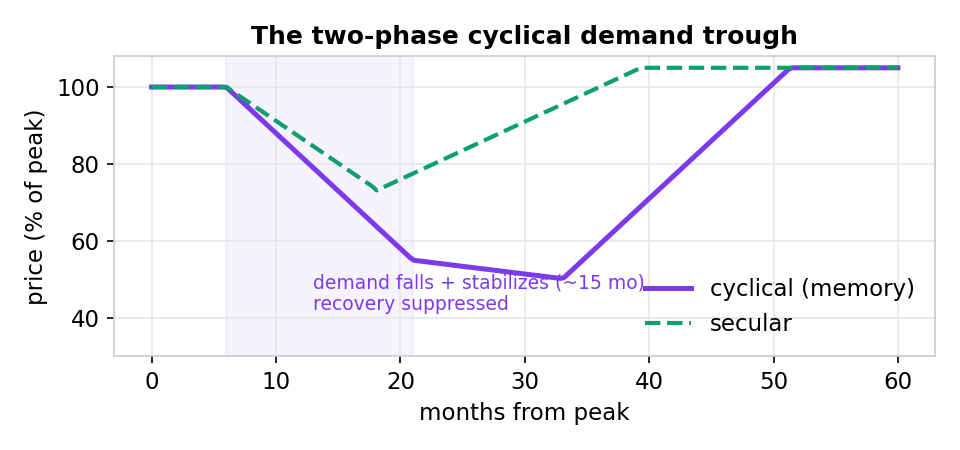 The two-phase cyclical demand trough
price (% of peak)
100
80
60
40
demand falls + stabilizes (~15 mo)
recovery suppressed
cyclical (memory)
secular
0 10 20 30 40 50 60
months from peak